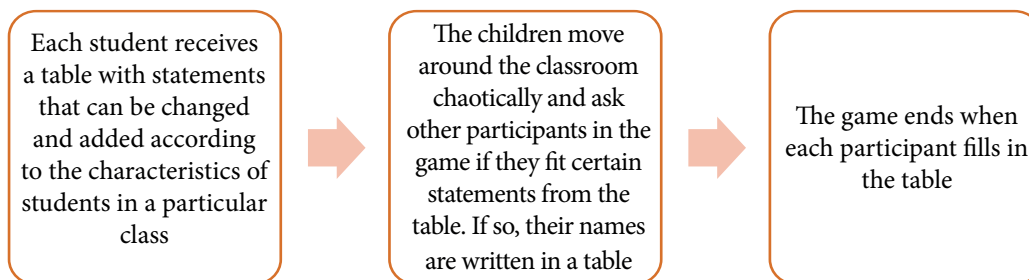 Each student receives
a table with statements
that can be changed
and added according
to the characteristics of
students in a particular
class
The children move
around the classroom
chaotically and ask
other participants in the
game if they fit certain
statements from the
table. If so, their names
are written in a table
The game ends when
each participant fills in
the table